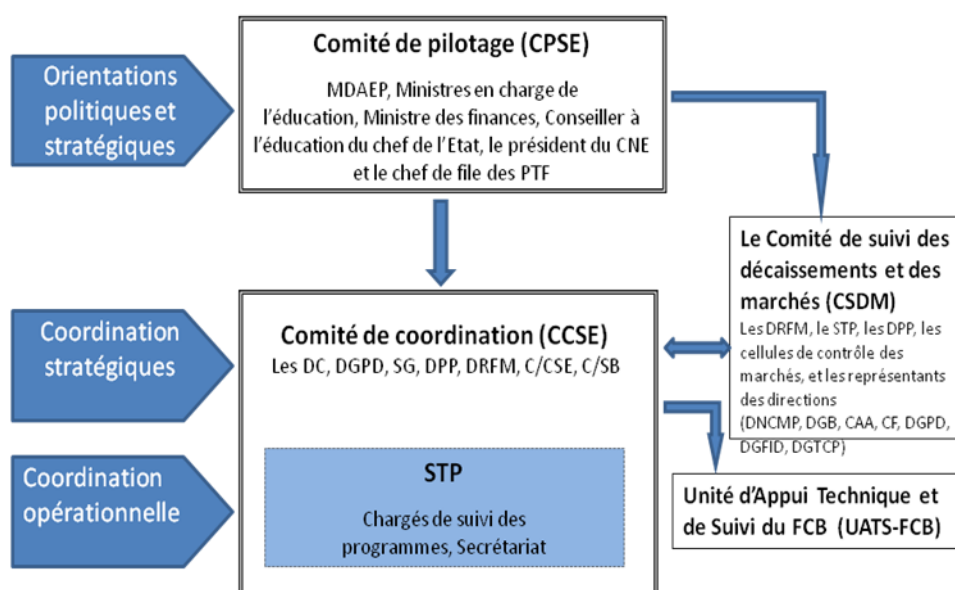 Orientations
politiques et
stratégiques
Comité de pilotage (CPSE)
MDAEP, Ministres en charge de
l'éducation, Ministre des finances, Conseiller à
l'éducation du chef de l'Etat, le président du CNE
et le chef de file des PTF
Coordination
stratégiques
Comité de coordination (CCSE)
Les DC, DGPD, SG, DPP, DRFM, C/CSE, C/SB
Le Comité de suivi des
décaissements et des
marchés (CSDM)
Les DRFM, le STP, les DPP, les
cellules de contrôle des
marchés, et les représentants
des directions
(DNCMP, DGB, CAA, CF, DGPD,
DGFID, DGTCP)
Coordination
opérationnelle
STP
Chargés de suivi des
programmes, Secrétariat
Unité d'Appui Technique et
de Suivi du FCB (UATS-FCB)